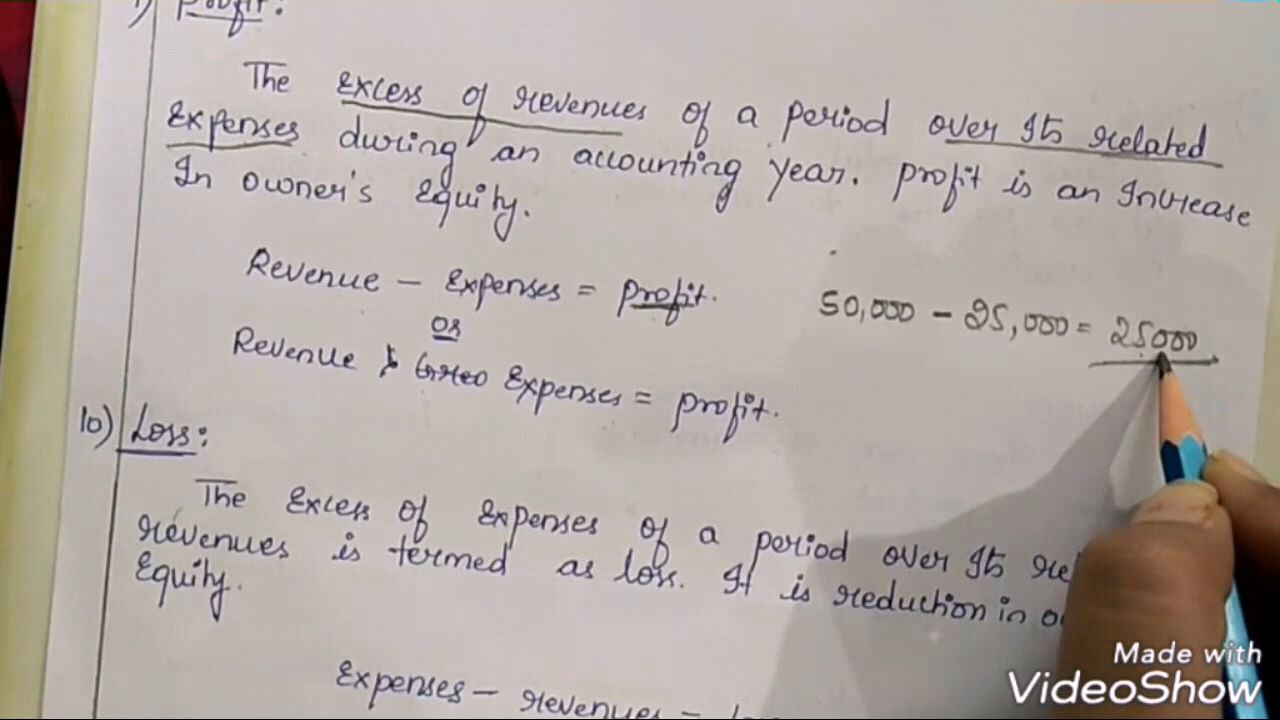 Profit:
The Excess of revenues of a period over Its related
Expenses during an accounting year. profit is an Increase
In owner's Equity.
Revenue - Expenses = profit.
50,000 - 25,000 = 25000
or
Revenue > Expenses = profit.
10) Loss:
The Excess of Expenses of a period over Its
revenues is termed as loss. It is reduction in
Equity.
Expenses - revenues =
Made with
VideoShow